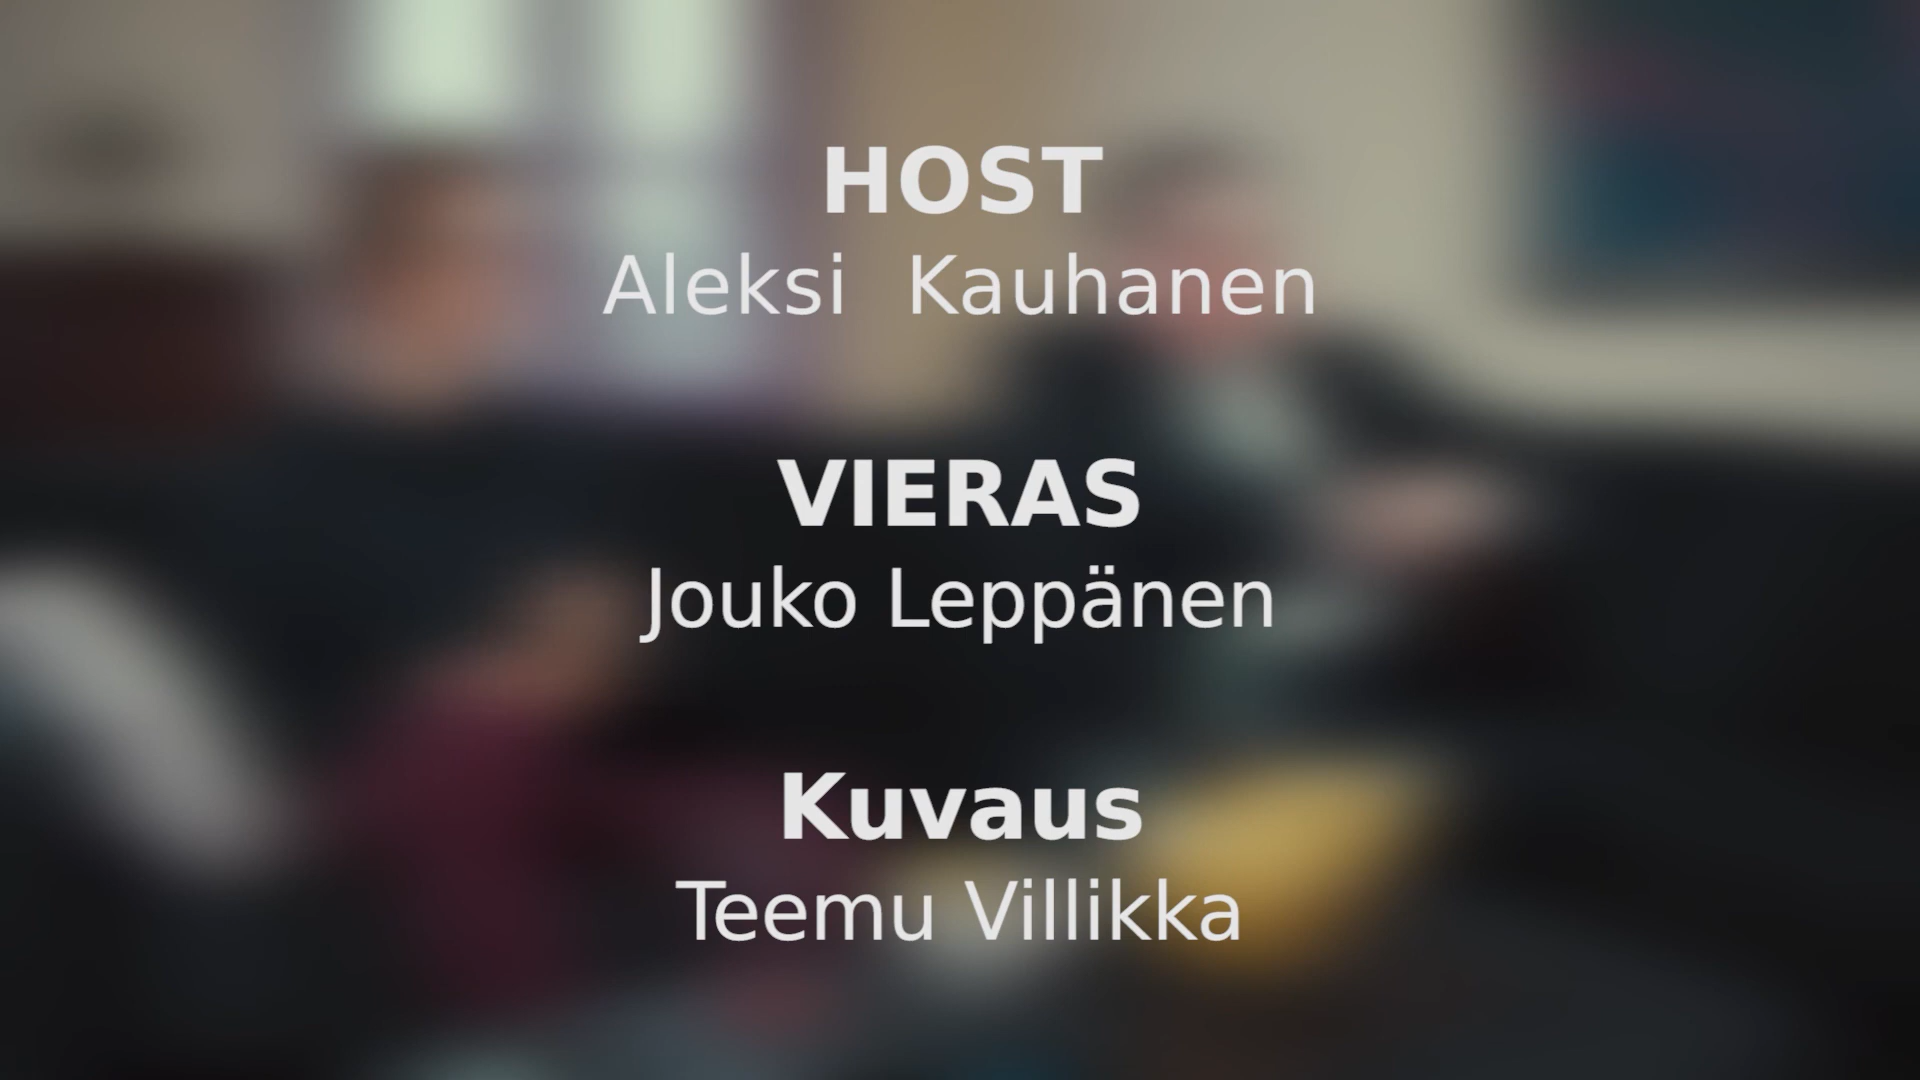 HOST
Aleksi Kauhanen
VIERAS
Jouko Leppänen
Kuvaus
Teemu Villikka